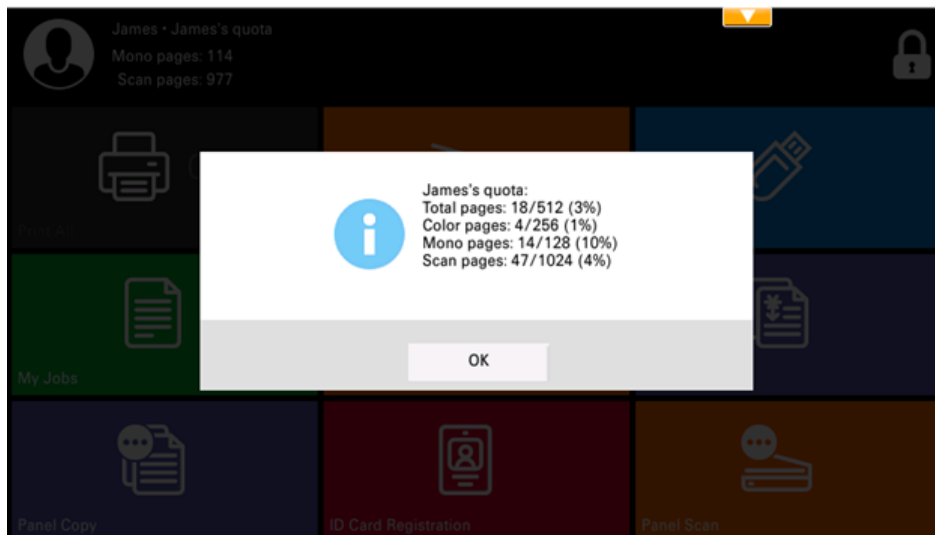 James • James's quota
Mono pages: 114
Scan pages: 977
James's quota:
Total pages: 18/512 (3%)
Color pages: 4/256 (1%)
Mono pages: 14/128 (10%)
Scan pages: 47/1024 (4%)
OK
Print All
My Jobs
Panel Copy
ID Card Registration
Panel Scan